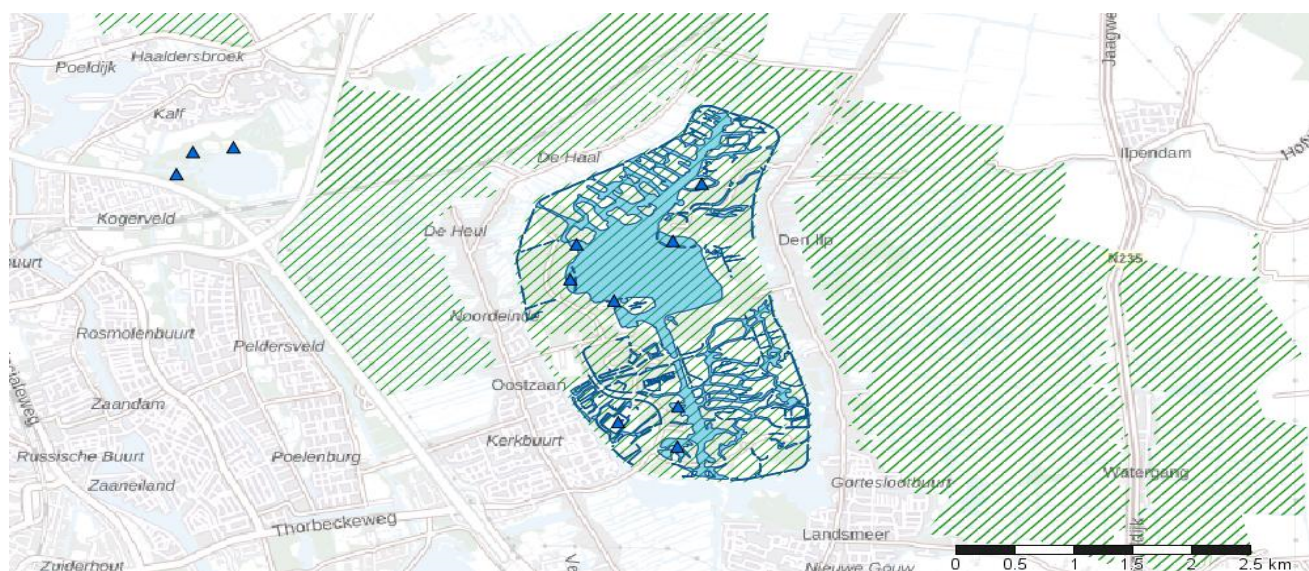 Haaldersbroek
Poeldijk
Jaagwe
Kalf
De Haal
Ilpendam
Kogerveld
De Heul
Den Ilp
buurt
N235
Noordeinde
Rosmolenbuurt
Peldersveld
Oostzaan
Zaandam
Kerkbuurt
Russische Buurt
Poelenburg
Zaaneiland
Watergang
Gorteslootbuurt
Thorbeckeweg
Landsmeer
Zuiderhout
Nieuwe Gouw
0 0.5 1 1.5 2 2.5 km